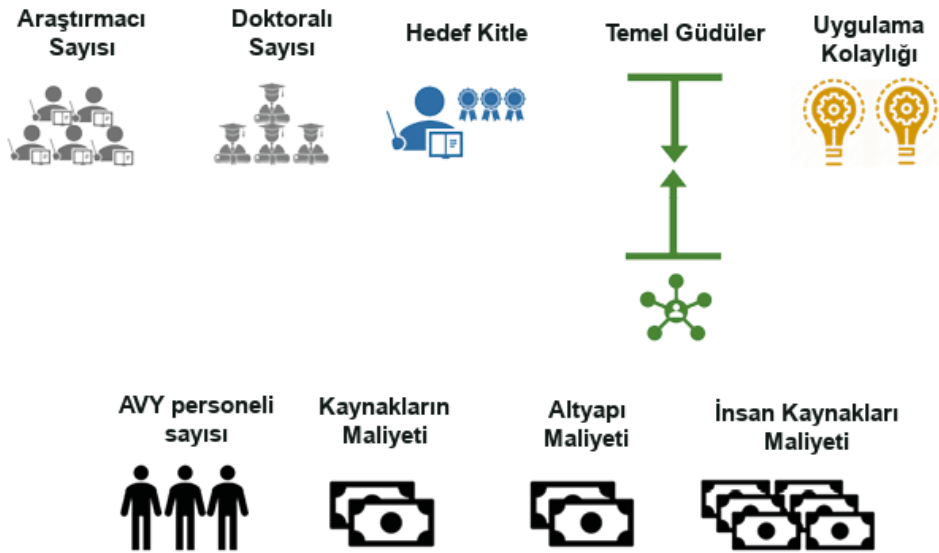 Araştırmacı
Sayısı
Doktoralı
Sayısı
Hedef Kitle
Temel Güdüler
Uygulama
Kolaylığı
AVY personeli
sayısı
Kaynakların
Maliyeti
Altyapı
Maliyeti
İnsan Kaynakları
Maliyeti